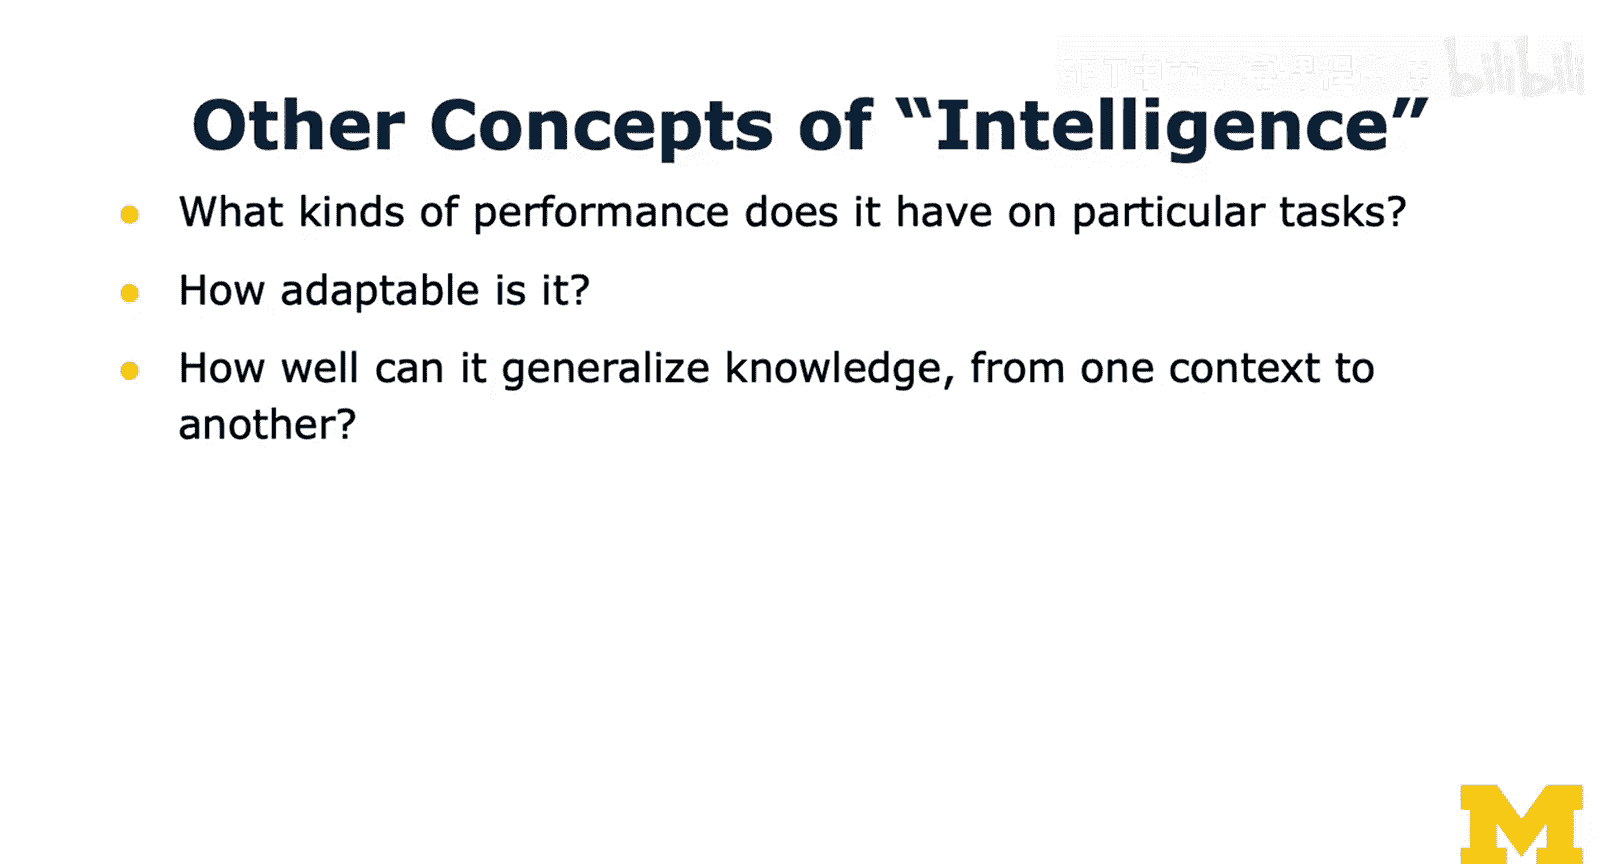 bilibili
Other Concepts of “Intelligence”
What kinds of performance does it have on particular tasks?
How adaptable is it?
How well can it generalize knowledge, from one context to
another?
M